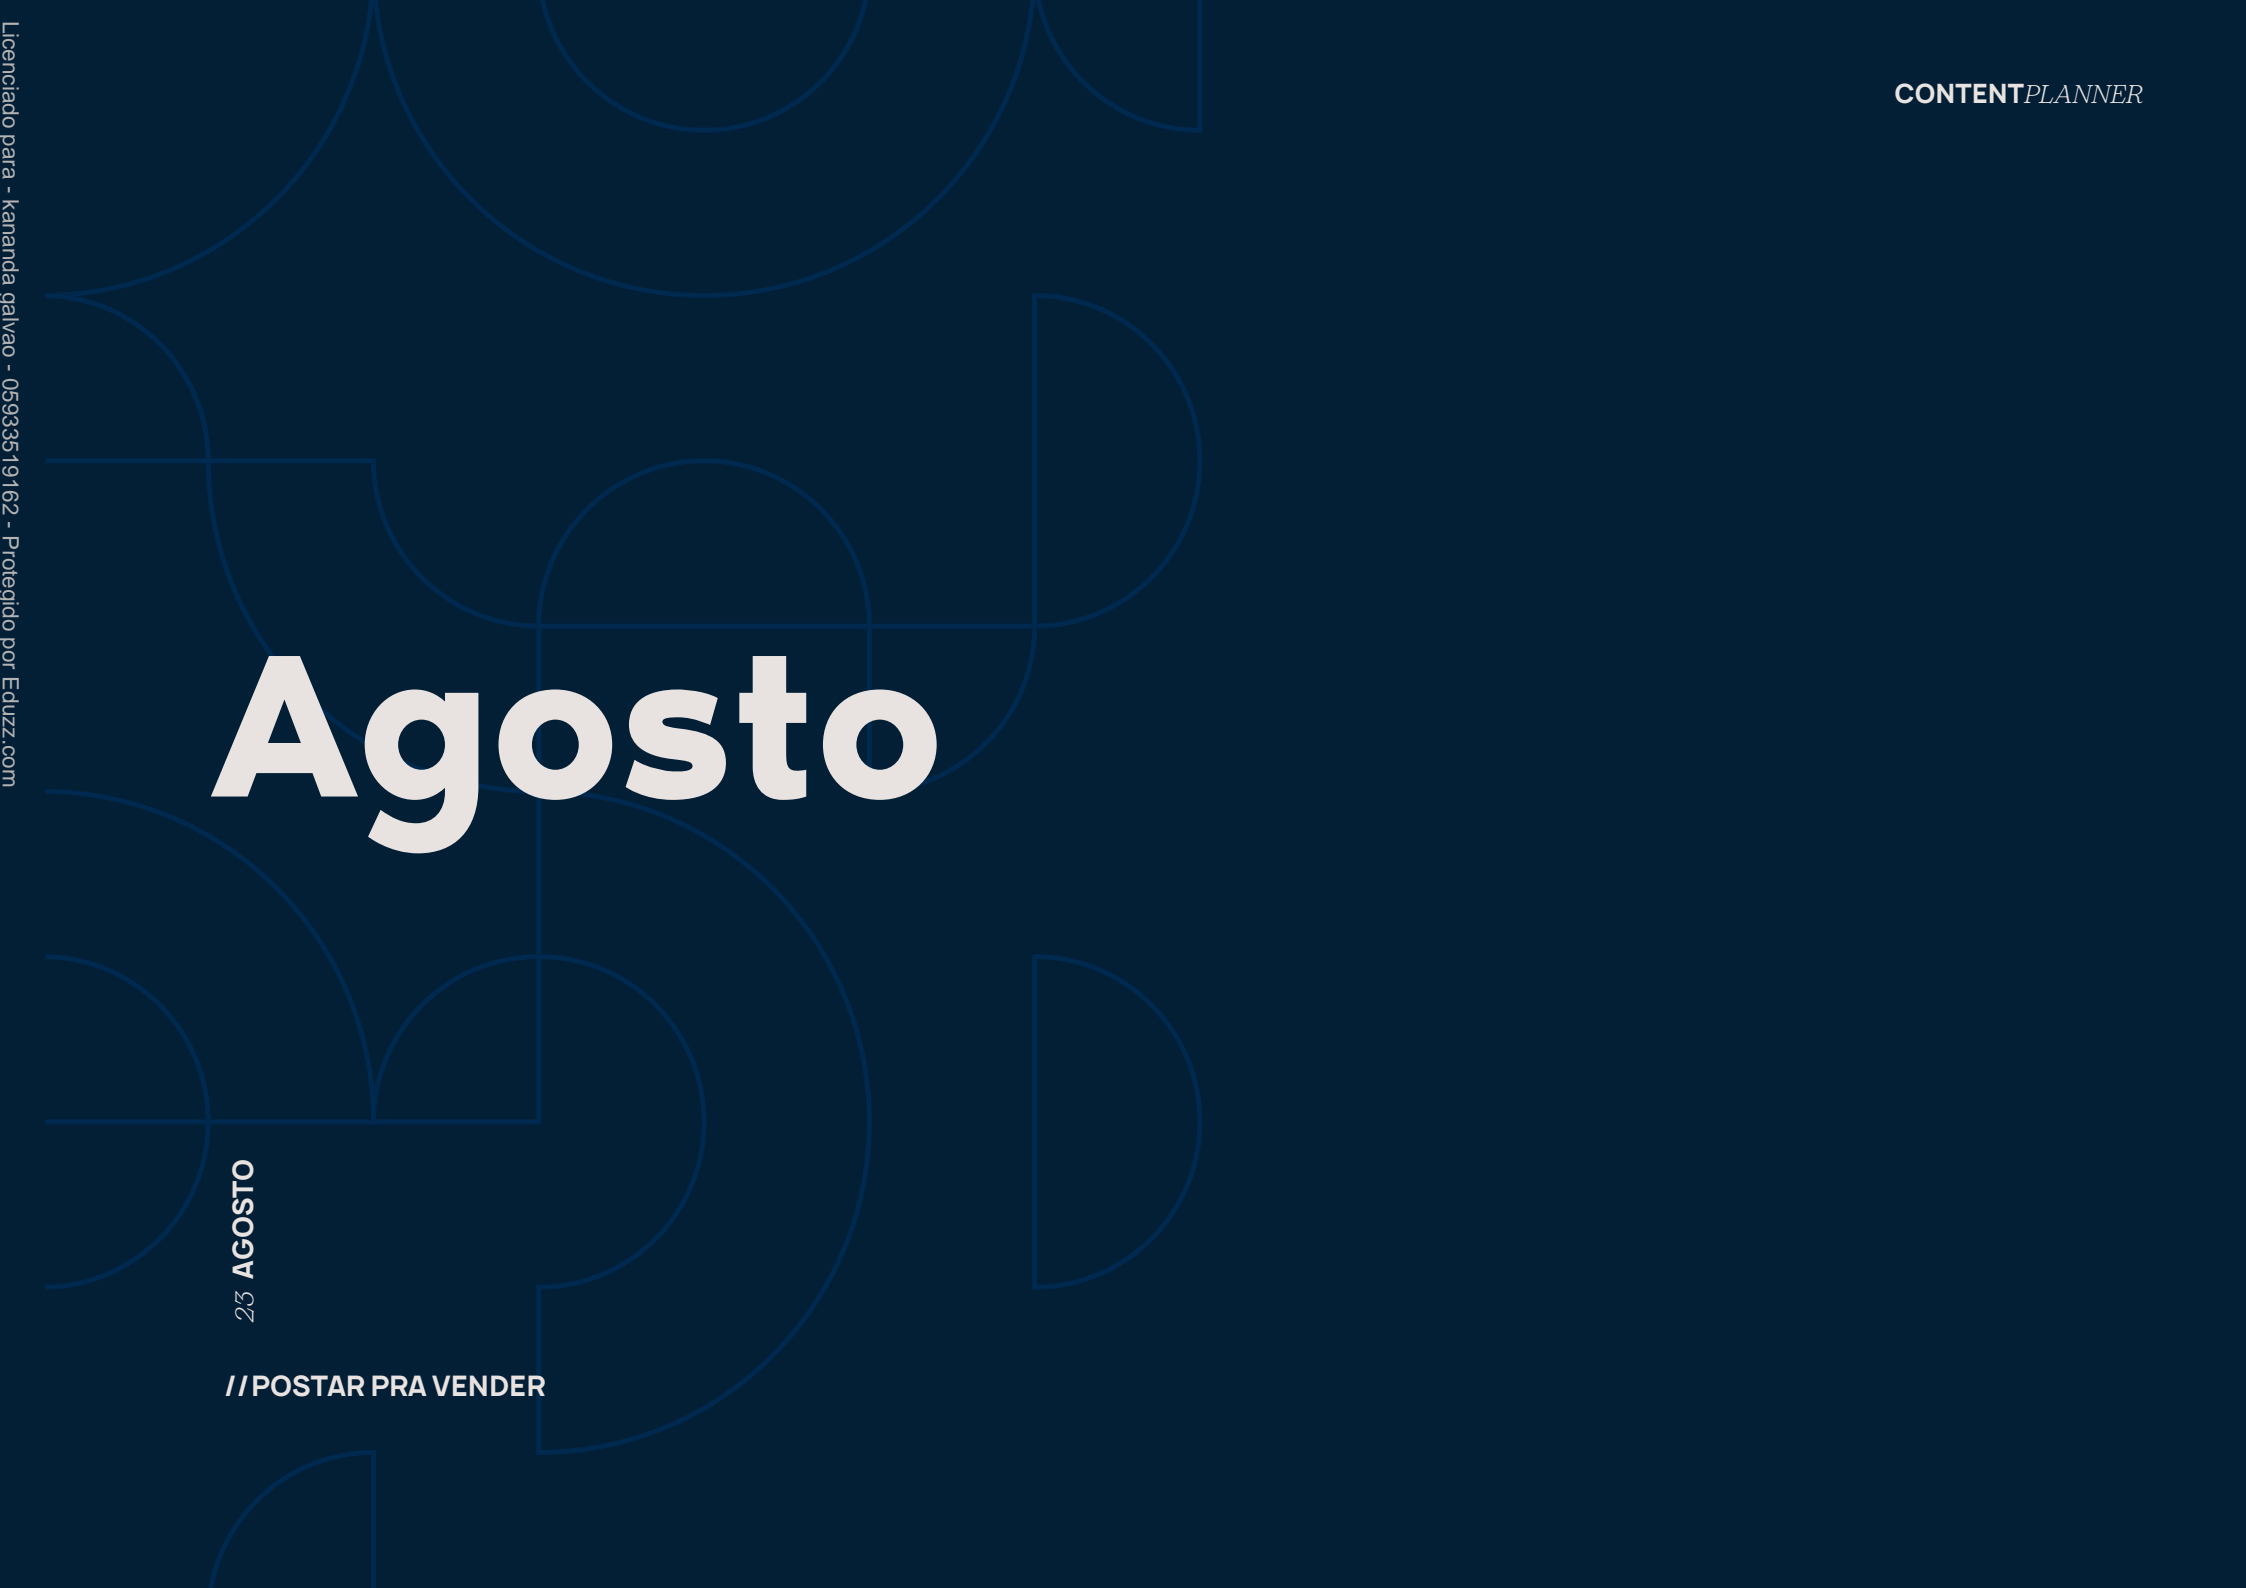 CONTENTPLANNER
Licenciado para - kananda galvao - 05933519162 - Protegido por Eduzz.com
Agosto
23 AGOSTO
//POSTAR PRA VENDER